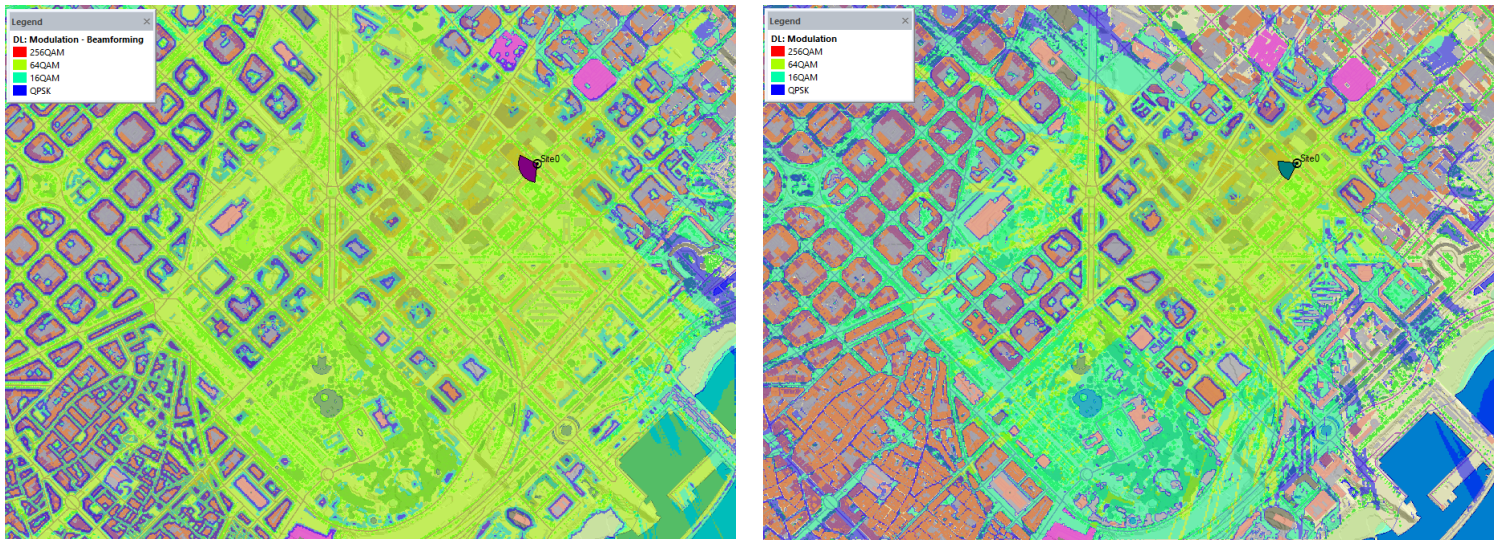 Legend
DL: Modulation - Beamforming
256QAM
64QAM
16QAM
QPSK
Site0
Legend
DL: Modulation
256QAM
64QAM
16QAM
QPSK
Site0